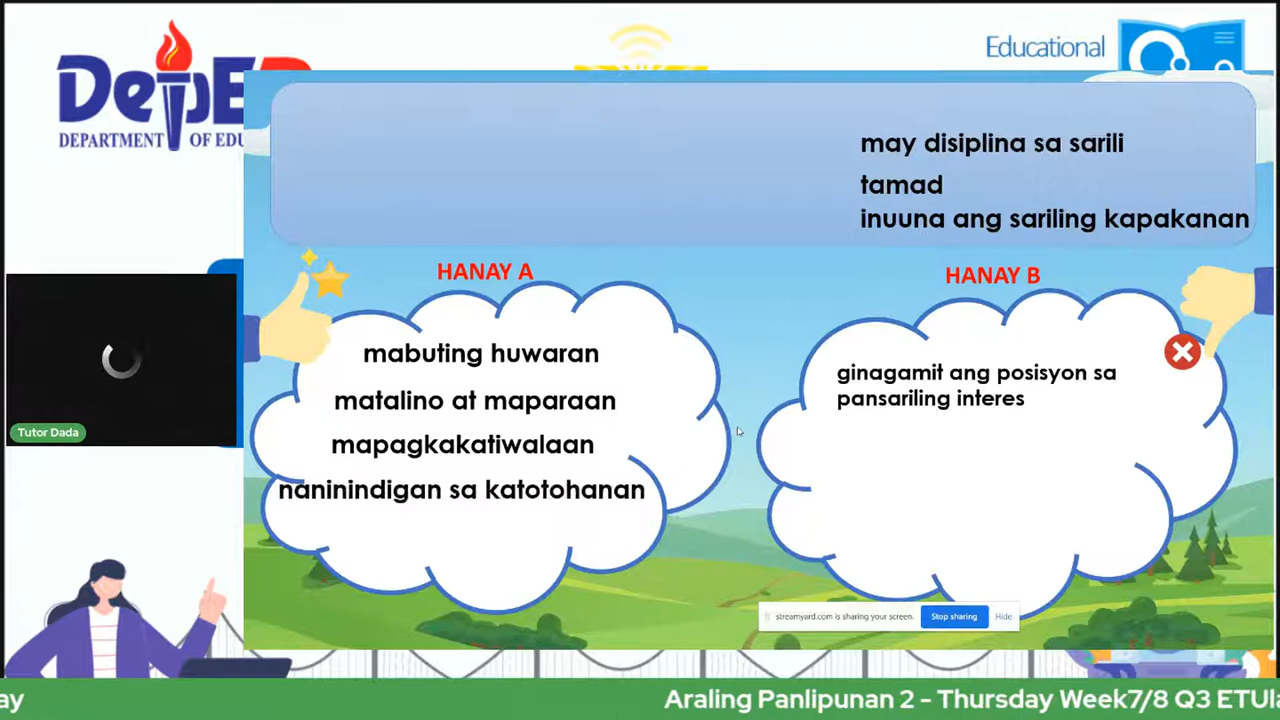 DepED
DEPARTMENT OF EDU
Educational
may disiplina sa sarili
tamad
inuuna ang sariling kapakanan
HANAY A
HANAY B
mabuting huwaran
matalino at maparaan
mapagkakatiwalaan
naninindigan sa katotohanan
ginagamit ang posisyon sa
pansariling interes
Tutor Dada
streamyard.com is sharing your screen.
Stop sharing
Hide
ay
Araling Panlipunan 2 - Thursday Week7/8 Q3 ETUla